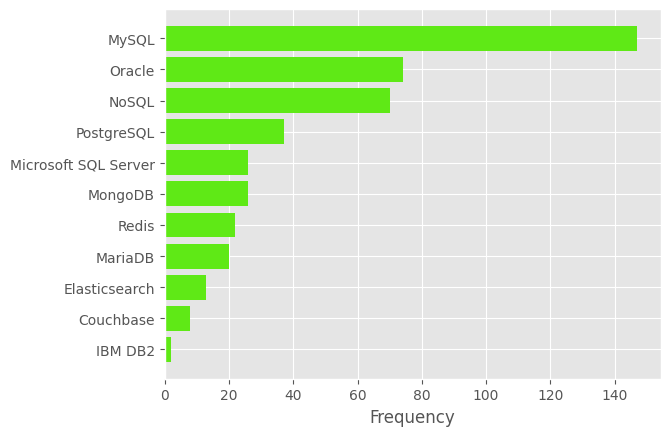 MySQL
Oracle
NoSQL
PostgreSQL
Microsoft SQL Server
MongoDB
Redis
MariaDB
Elasticsearch
Couchbase
IBM DB2
0 20 40 60 80 100 120 140
Frequency